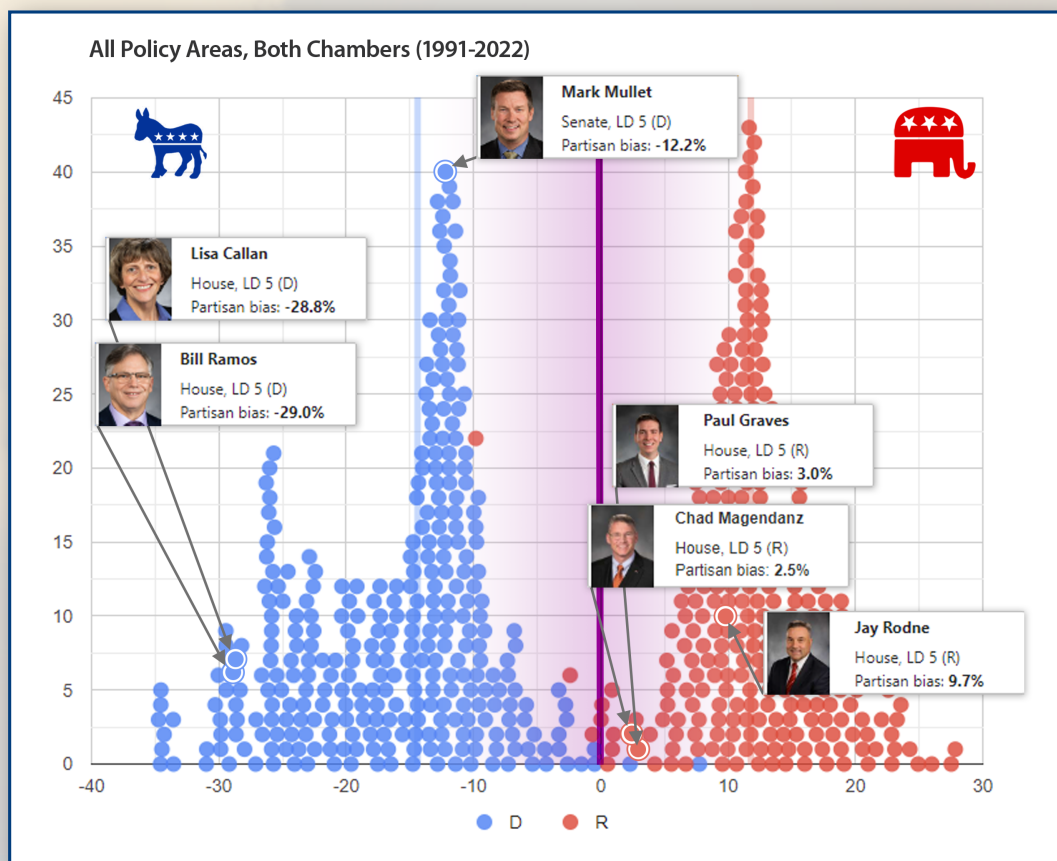 All Policy Areas, Both Chambers (1991-2022)
Mark Mullet
Senate, LD 5 (D)
Partisan bias: -12.2%
Lisa Callan
House, LD 5 (D)
Partisan bias: -28.8%
Bill Ramos
House, LD 5 (D)
Partisan bias: -29.0%
Paul Graves
House, LD 5 (R)
Partisan bias: 3.0%
Chad Magendanz
House, LD 5 (R)
Partisan bias: 2.5%
Jay Rodne
House, LD 5 (R)
Partisan bias: 9.7%
45
40
35
30
25
20
15
10
5
0
-40 -30 -20 -10 0 10 20 30
D R